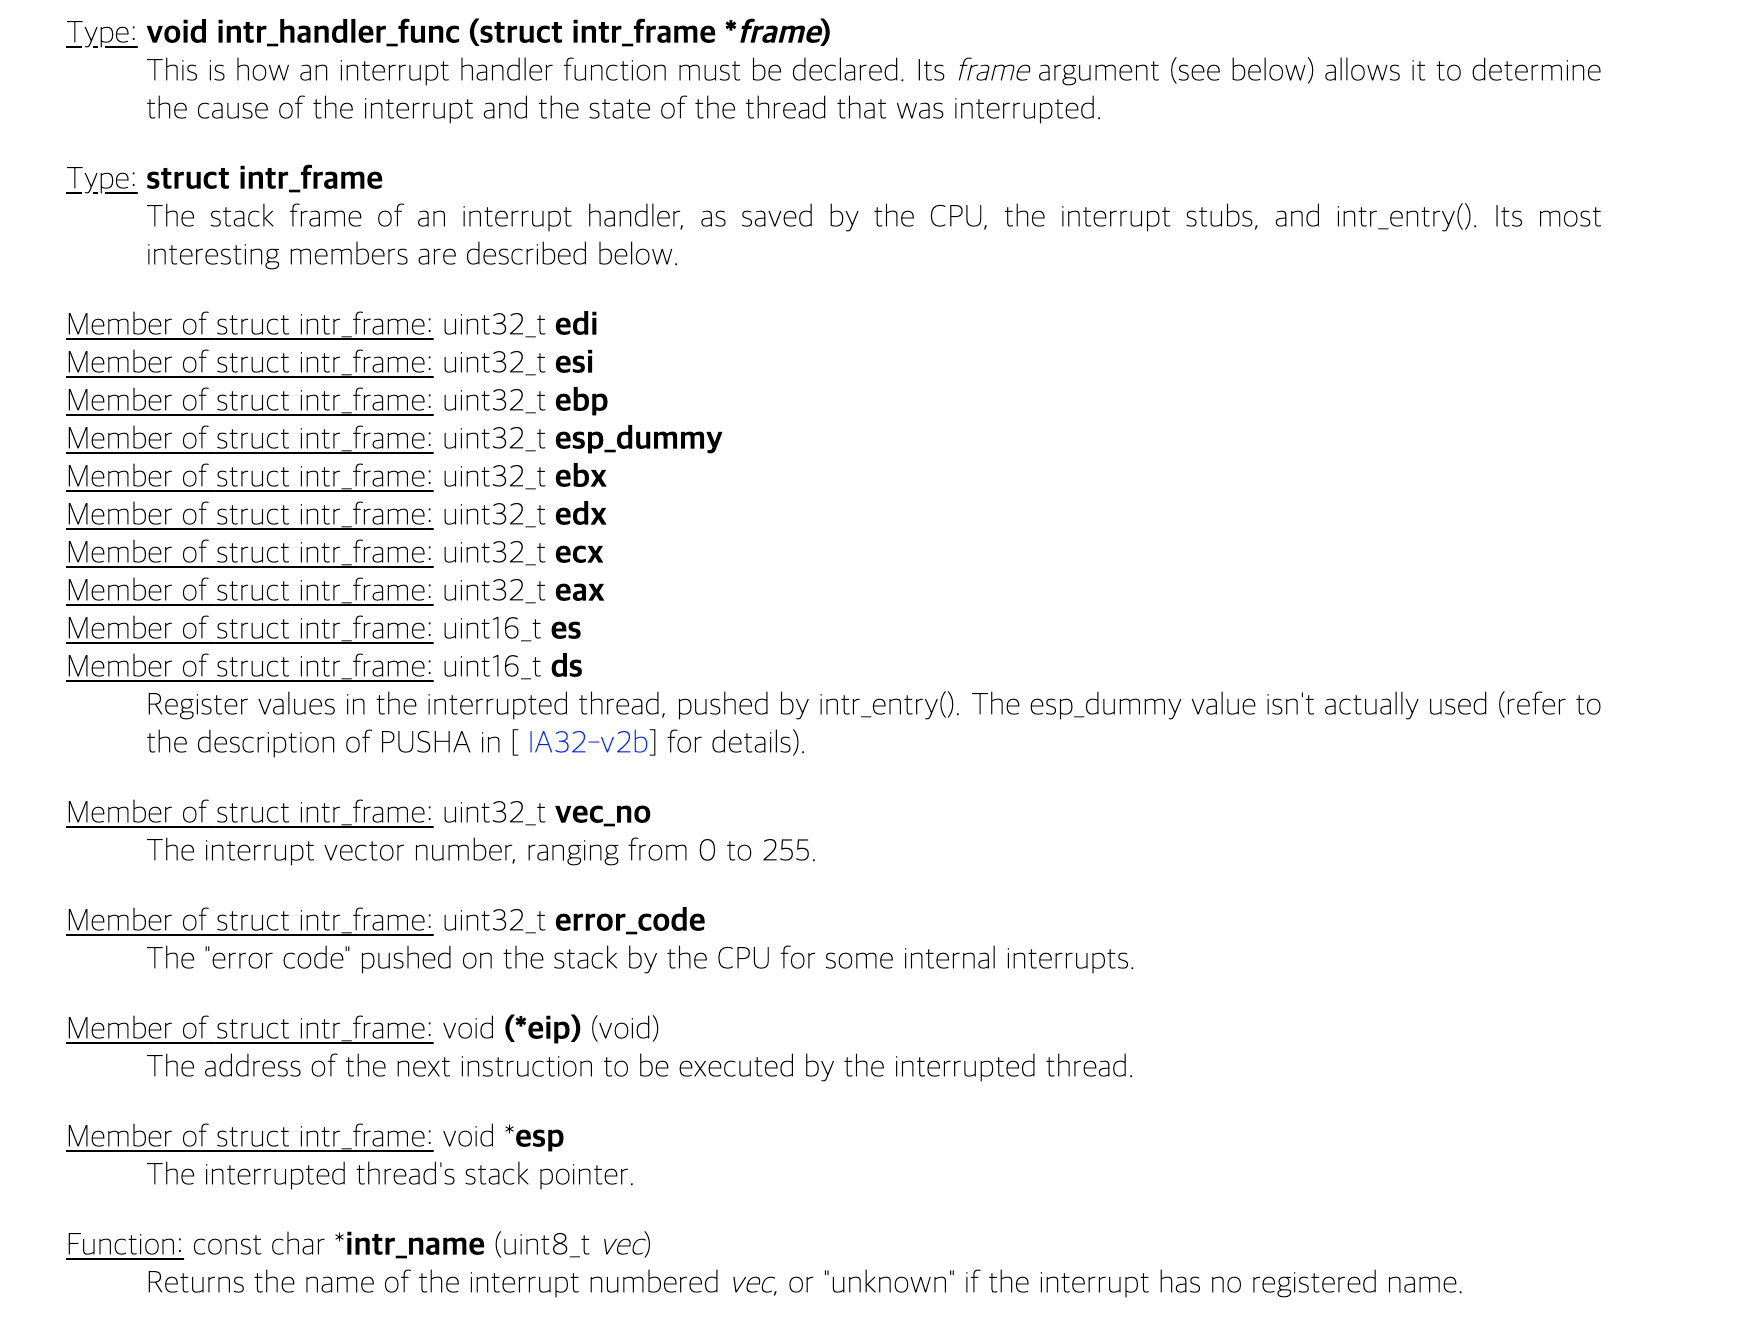 Type: void intr_handler_func (struct intr_frame *frame)
This is how an interrupt handler function must be declared. Its frame argument (see below) allows it to determine
the cause of the interrupt and the state of the thread that was interrupted.
Type: struct intr_frame
The stack frame of an interrupt handler, as saved by the CPU, the interrupt stubs, and intr_entry(). Its most
interesting members are described below.
Member of struct intr_frame: uint32_t edi
Member of struct intr_frame: uint32_t esi
Member of struct intr_frame: uint32_t ebp
Member of struct intr_frame: uint32_t esp_dummy
Member of struct intr_frame: uint32_t ebx
Member of struct intr_frame: uint32_t edx
Member of struct intr_frame: uint32_t ecx
Member of struct intr_frame: uint32_t eax
Member of struct intr_frame: uint16_t es
Member of struct intr_frame: uint16_t ds
Register values in the interrupted thread, pushed by intr_entry(). The esp_dummy value isn't actually used (refer to
the description of PUSHA in [ IA32-v2b] for details).
Member of struct intr_frame: uint32_t vec_no
The interrupt vector number, ranging from 0 to 255.
Member of struct intr_frame: uint32_t error_code
The "error code" pushed on the stack by the CPU for some internal interrupts.
Member of struct intr_frame: void (*eip) (void)
The address of the next instruction to be executed by the interrupted thread.
Member of struct intr_frame: void *esp
The interrupted thread's stack pointer.
Function: const char *intr_name (uint8_t vec)
Returns the name of the interrupt numbered vec, or "unknown" if the interrupt has no registered name.